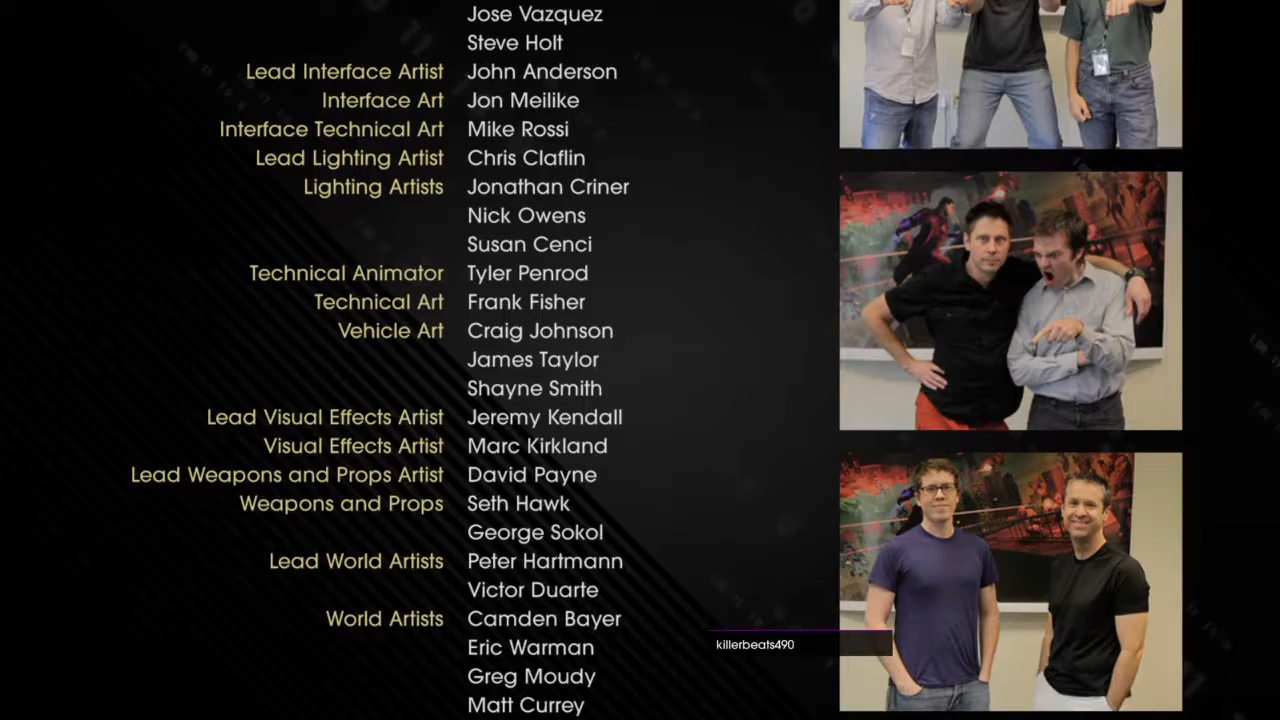 Jose Vazquez
Steve Holt
Lead Interface Artist John Anderson
Interface Art Jon Meilike
Interface Technical Art Mike Rossi
Lead Lighting Artist Chris Claflin
Lighting Artists Jonathan Criner
Nick Owens
Susan Cenci
Technical Animator Tyler Penrod
Technical Art Frank Fisher
Vehicle Art Craig Johnson
James Taylor
Shayne Smith
Lead Visual Effects Artist Jeremy Kendall
Visual Effects Artist Marc Kirkland
Lead Weapons and Props Artist David Payne
Weapons and Props Seth Hawk
George Sokol
Lead World Artists Peter Hartmann
Victor Duarte
World Artists Camden Bayer
Eric Warman
killerbeats490
Greg Moudy
Matt Currey